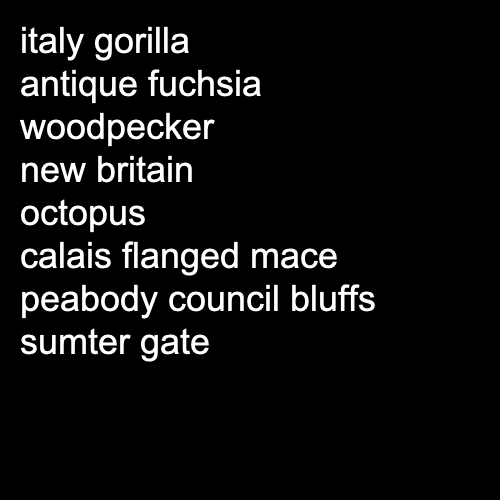 italy gorilla
antique fuchsia
woodpecker
new britain
octopus
calais flanged mace
peabody council bluffs
sumter gate